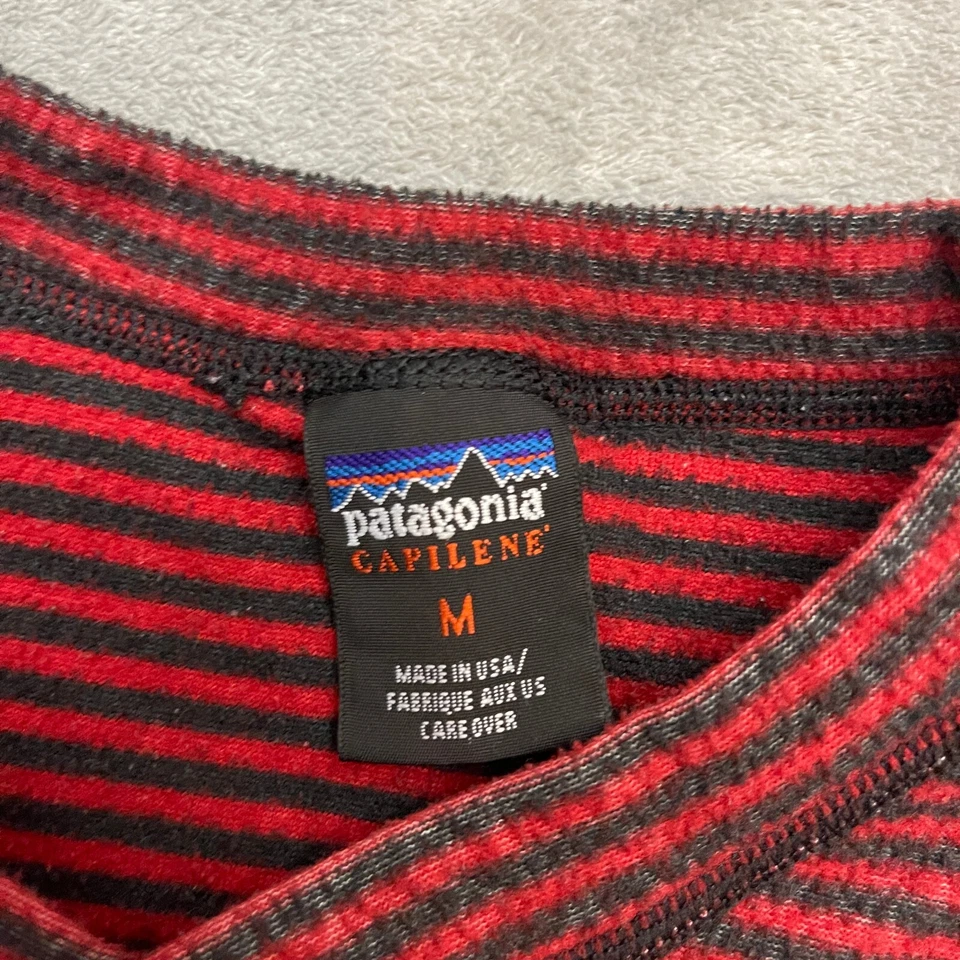 patagonia®
CAPILENE®
M
MADE IN USA/
FABRIQUE AUX US
CARE OVER